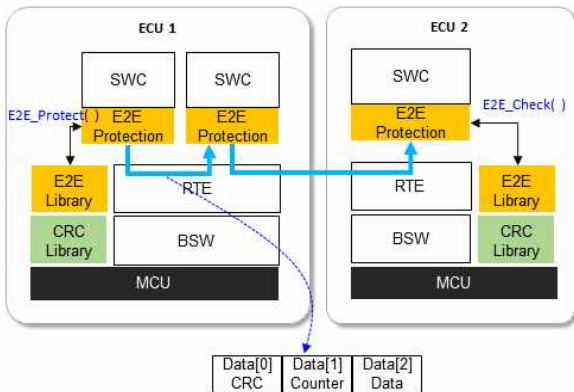 ECU 1
SWC
SWC
E2E_Protect( )
E2E
Protection
E2E
Protection
E2E
Library
RTE
CRC
Library
BSW
MCU
ECU 2
SWC
E2E_Check( )
E2E
Protection
RTE
E2E
Library
BSW
CRC
Library
MCU
Data[0]
CRC
Data[1]
Counter
Data[2]
Data